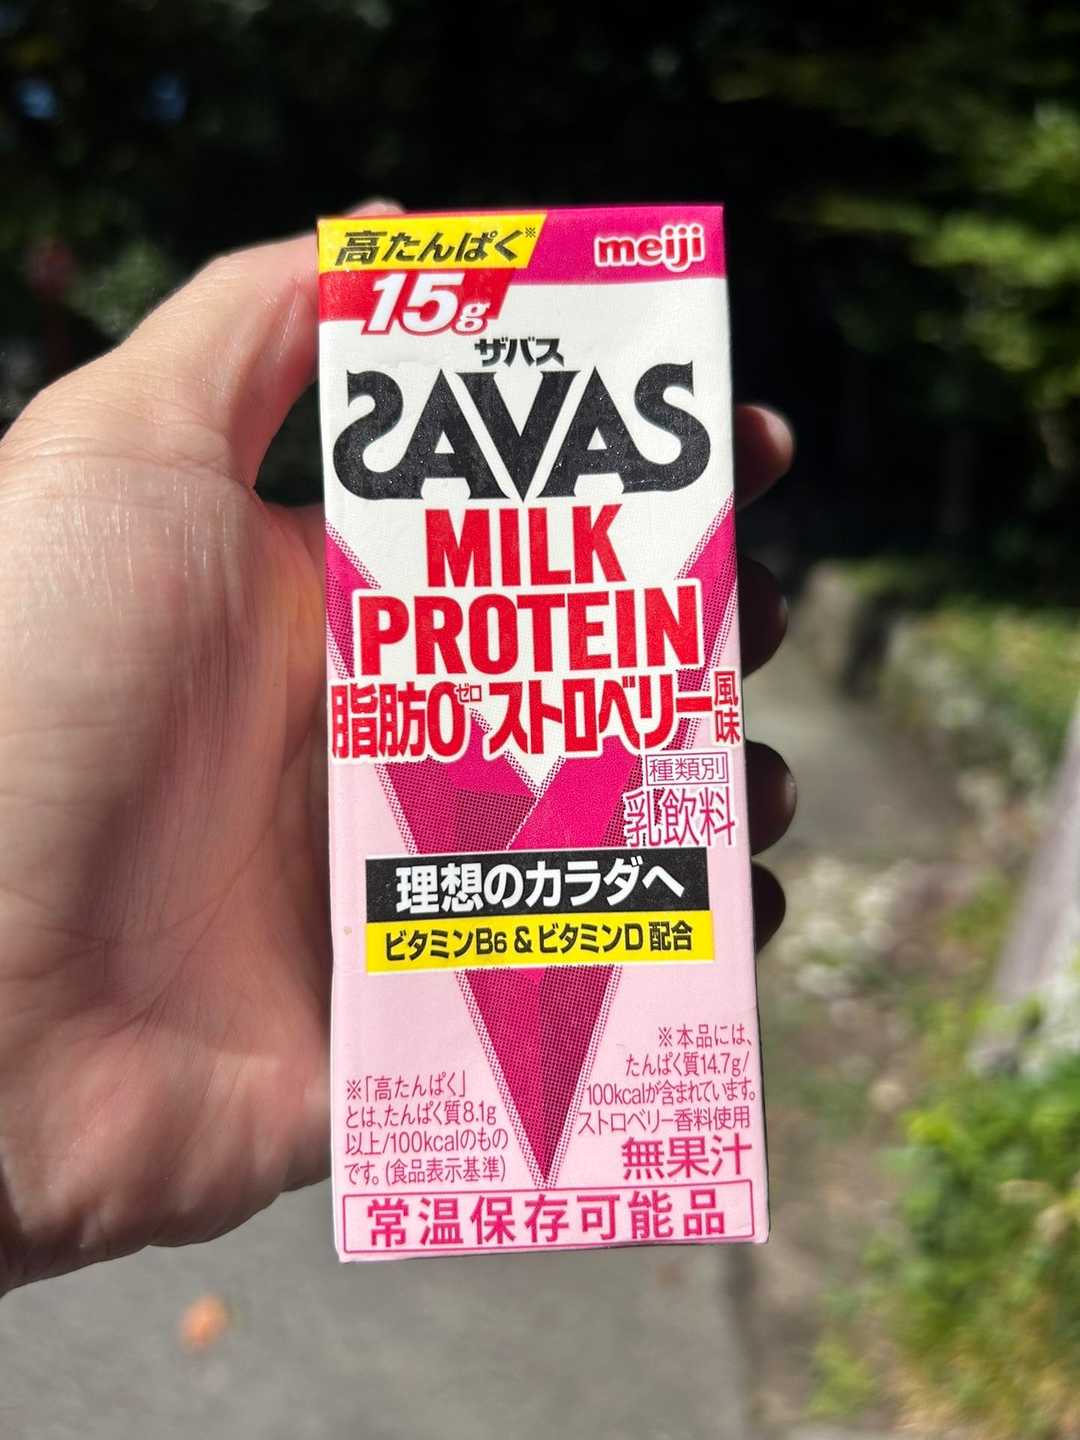 高たんぱく※
meiji
15g
ザバス
SAVAS
MILK
PROTEIN
脂肪0ゼロ ストロベリー風味
種類別
乳飲料
理想のカラダへ
ビタミンB6 & ビタミンD 配合
※本品には、
たんぱく質14.7g/
100kcalが含まれています。
ストロベリー香料使用
無果汁
※「高たんぱく」
とは、たんぱく質8.1g
以上/100kcalのもの
です。(食品表示基準)
常温保存可能品